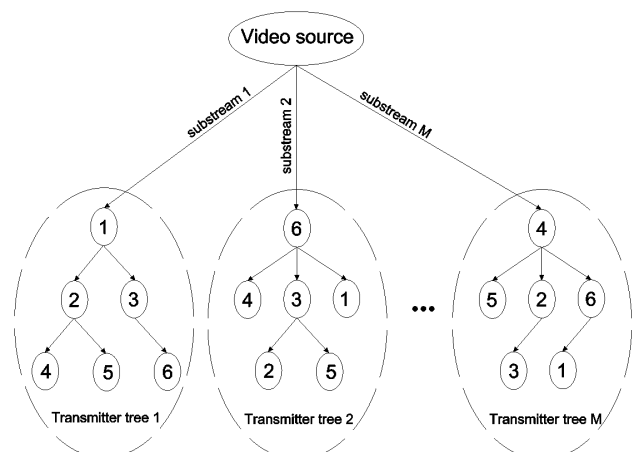 Video source
substream 1
substream 2
substream M
1
6
4
2 3
4 3 1
5 2 6
...
4 5 6
2 5
3 1
Transmitter tree 1
Transmitter tree 2
Transmitter tree M